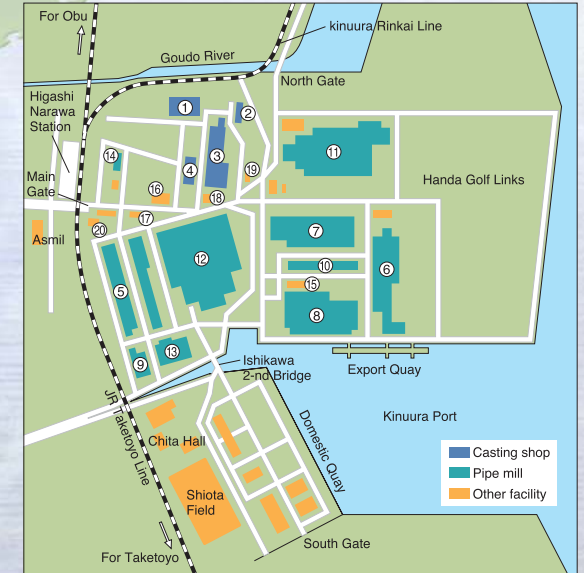 For Obu
kinuura Rinkai Line
Goudo River
North Gate
Higashi
Narawa
Station
1
2
3
4
14
11
16
19
18
Main
Gate
17
Handa Golf Links
20
Asmil
7
12
10
6
5
15
8
13
9
Ishikawa
2-nd Bridge
Export Quay
JR Taketoyo Line
Chita Hall
Domestic Quay
Kinuura Port
Casting shop
Pipe mill
Other facility
Shiota
Field
South Gate
For Taketoyo